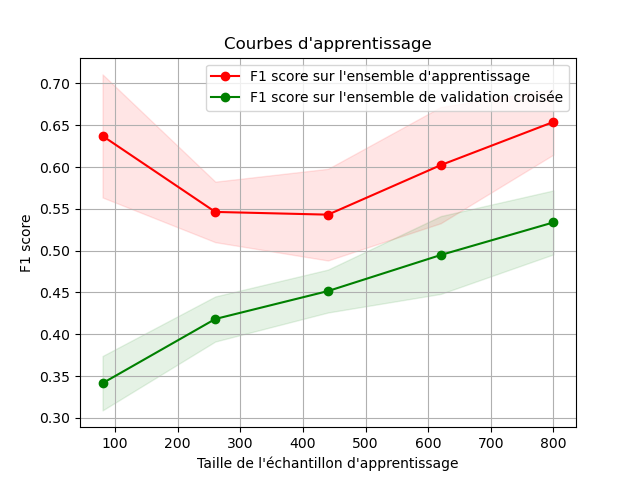 Courbes d'apprentissage
F1 score sur l'ensemble d'apprentissage
F1 score sur l'ensemble de validation croisée
0.70
0.65
0.60
0.55
0.50
0.45
0.40
0.35
0.30
F1 score
100 200 300 400 500 600 700 800
Taille de l'échantillon d'apprentissage